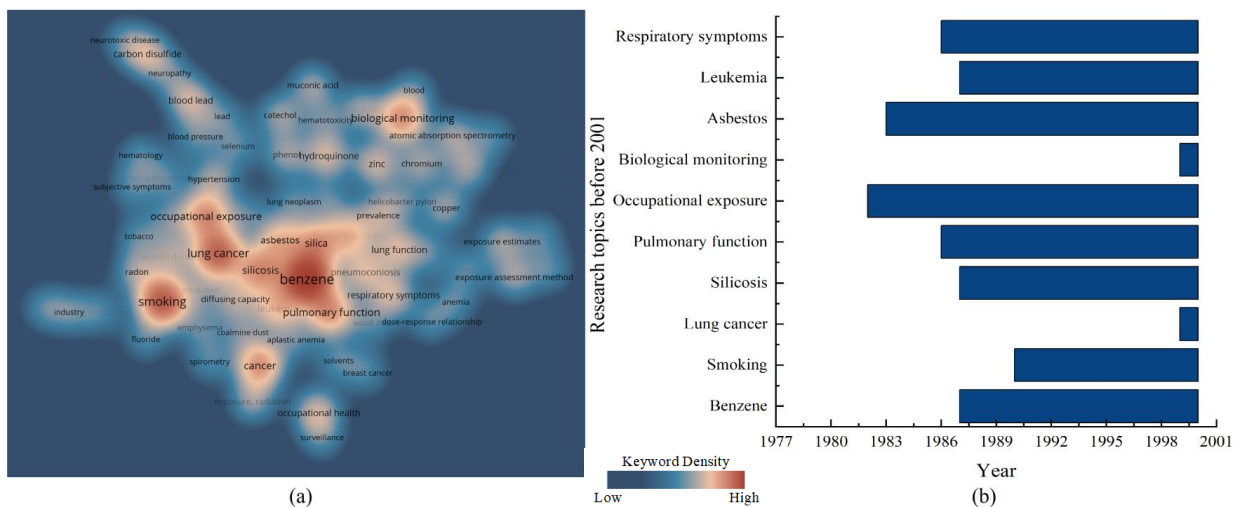 neurotoxic disease
carbon disulfide
neuropathy
blood lead
lead
blood pressure
selenium
hematology
subjective symptoms
hypertension
muconic acid
blood
catechol
hematotoxicity
biological monitoring
atomic absorption spectrometry
phenol
hydroquinone
zinc
chromium
lung neoplasm
helicobacter pylori
copper
prevalence
occupational exposure
tobacco
asbestos
silica
lung function
exposure estimates
lung cancer
radon
silicosis
benzene
pneumoconiosis
exposure assessment method
smoking
diffusing capacity
respiratory symptoms
anemia
industry
pulmonary function
dose-response relationship
fluoride
emphysema
coalmine dust
aplastic anemia
spirometry
cancer
solvents
breast cancer
exposure, radiation
occupational health
surveillance
Keyword Density
Low
High
(a)
Research topics before 2001
Respiratory symptoms
Leukemia
Asbestos
Biological monitoring
Occupational exposure
Pulmonary function
Silicosis
Lung cancer
Smoking
Benzene
1977 1980 1983 1986 1989 1992 1995 1998 2001
Year
(b)